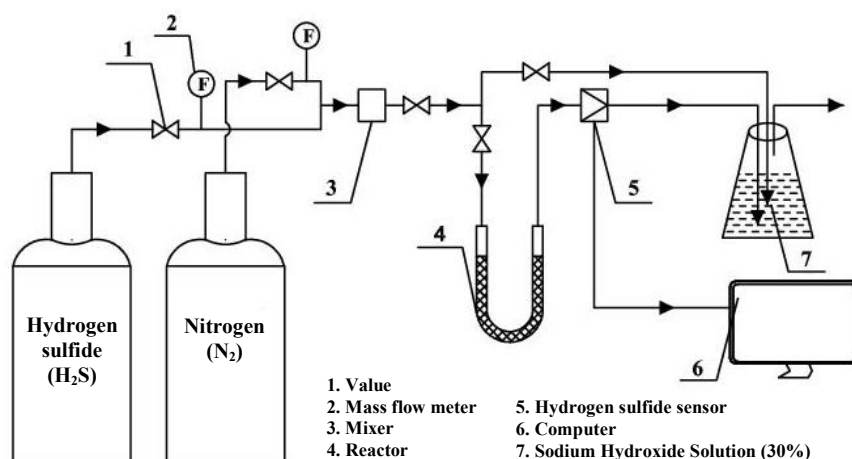 2
F
F
1
3
5
4
7
6
Hydrogen
sulfide
(H₂S)
Nitrogen
(N₂)
1. Value
2. Mass flow meter
3. Mixer
4. Reactor
5. Hydrogen sulfide sensor
6. Computer
7. Sodium Hydroxide Solution (30%)